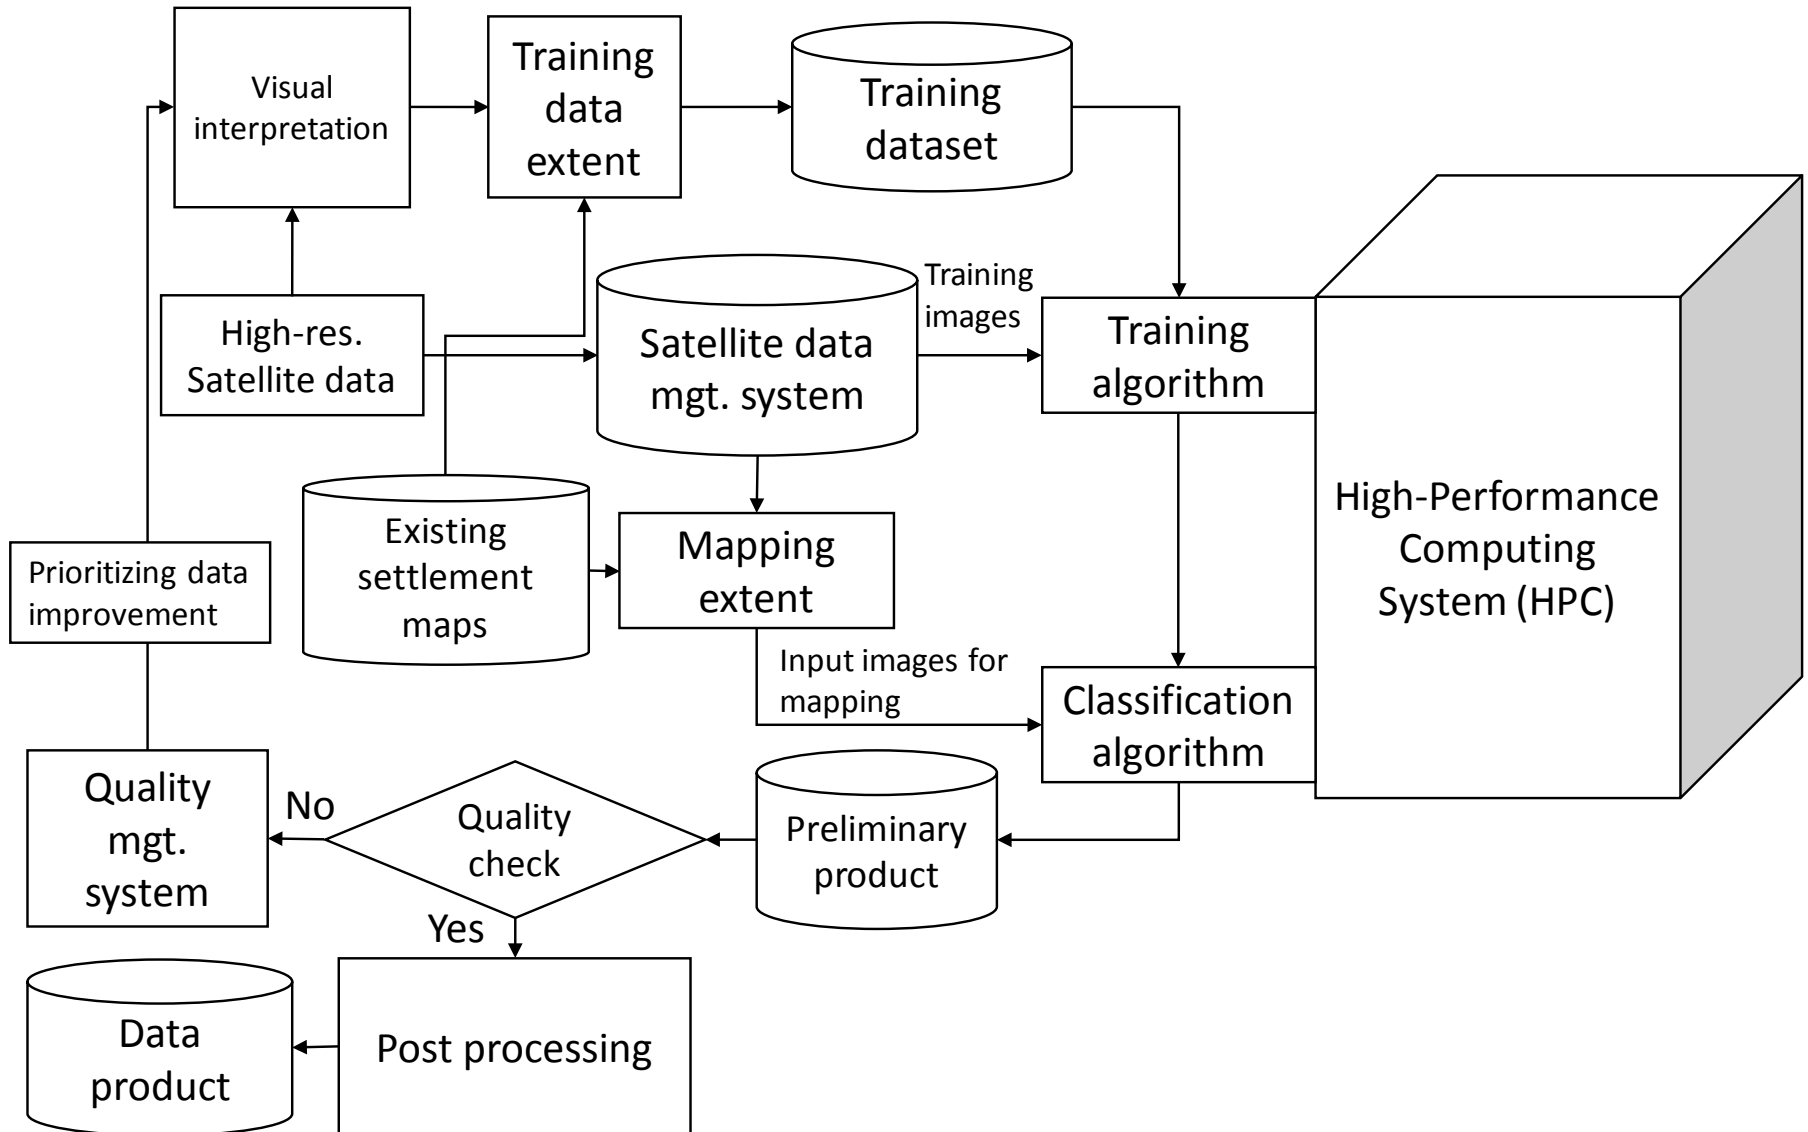 Visual
interpretation
Training
data
extent
Training
dataset
High-res.
Satellite data
Satellite data
mgt. system
Training
images
Training
algorithm
High-Performance
Computing
System (HPC)
Existing
settlement
maps
Mapping
extent
Prioritizing data
improvement
Input images for
mapping
Classification
algorithm
Quality
mgt.
system
No
Quality
check
Preliminary
product
Yes
Data
product
Post processing